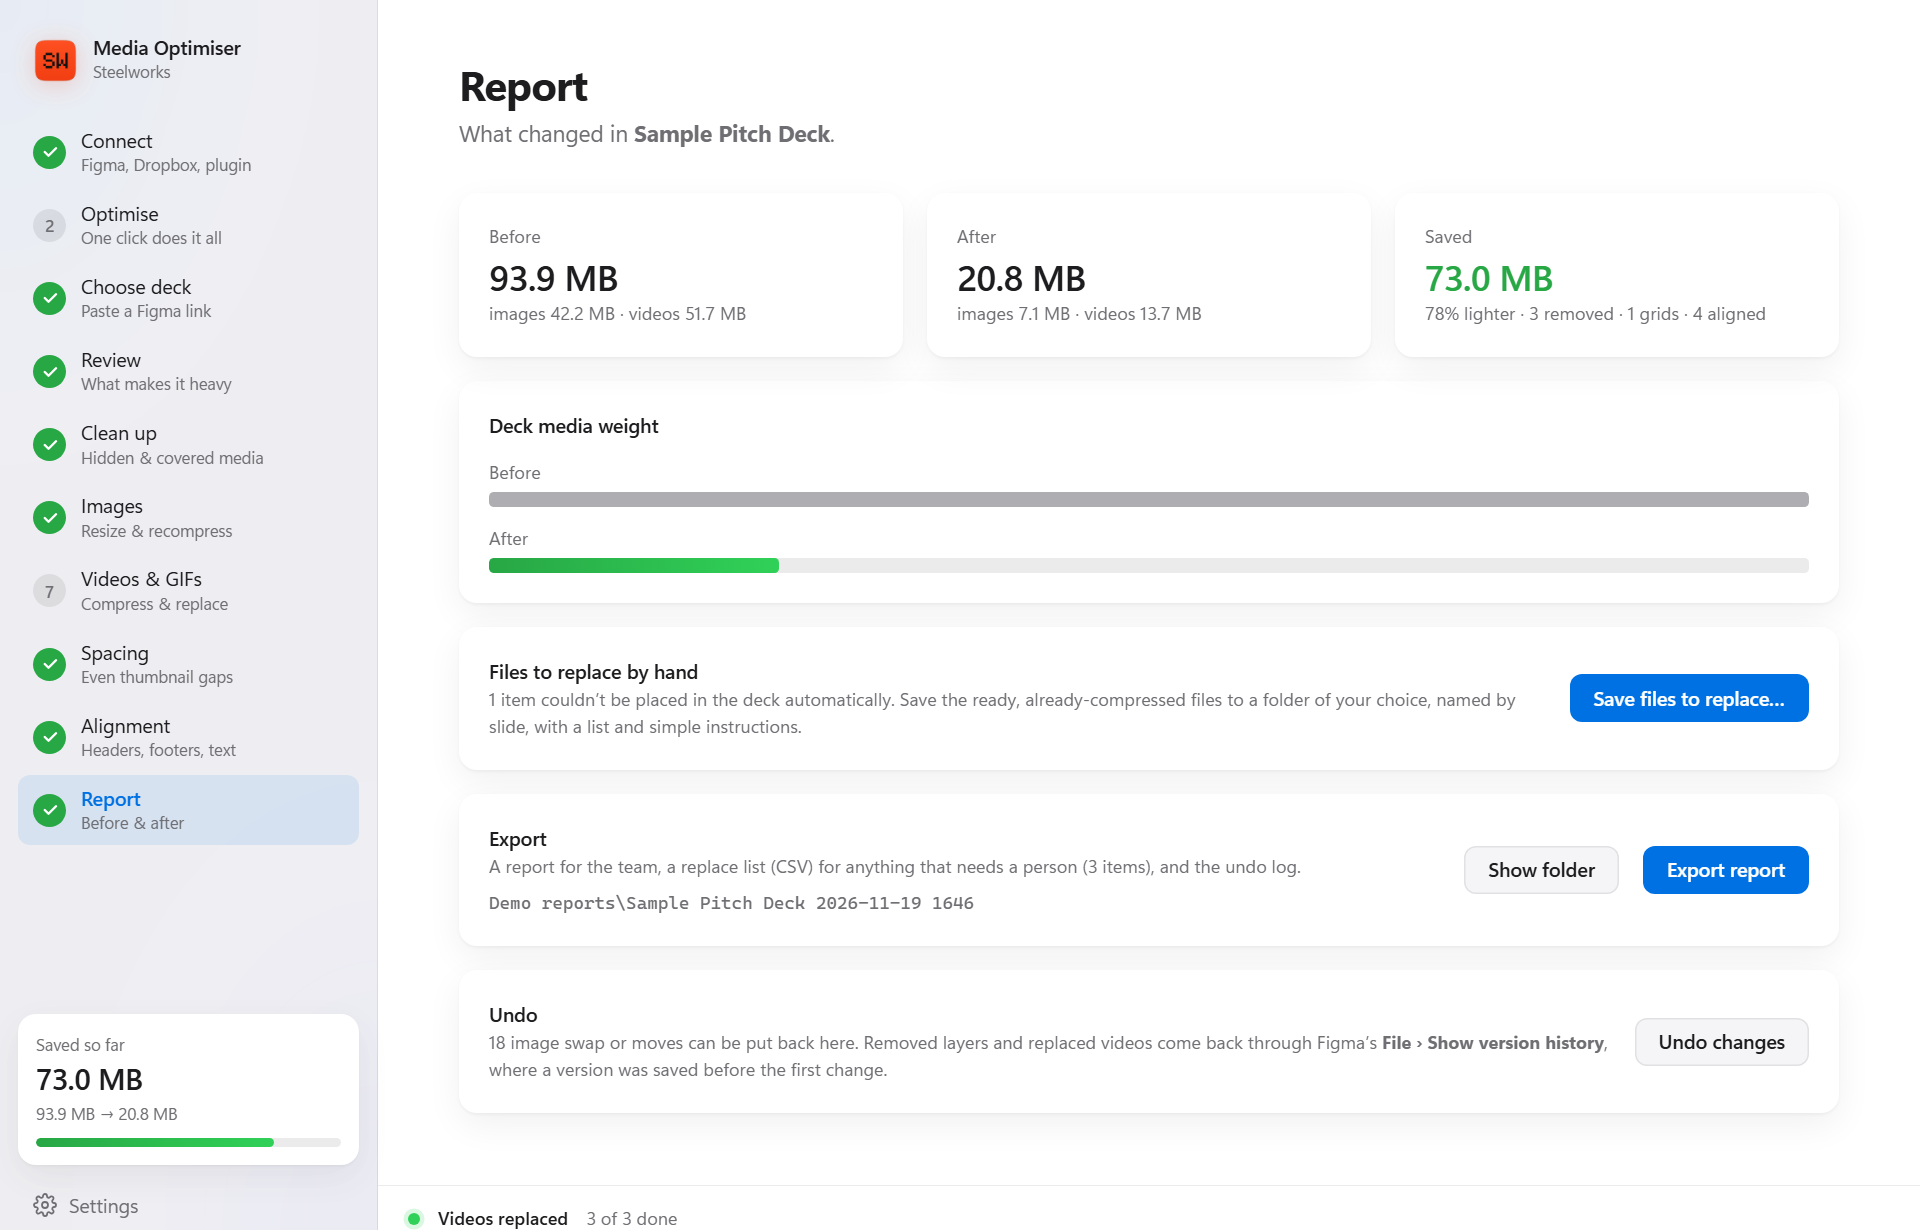 SW
Media Optimiser
Steelworks
Connect
Figma, Dropbox, plugin
2
Optimise
One click does it all
Choose deck
Paste a Figma link
Review
What makes it heavy
Clean up
Hidden & covered media
Images
Resize & recompress
7
Videos & GIFs
Compress & replace
Spacing
Even thumbnail gaps
Alignment
Headers, footers, text
Report
Before & after
Saved so far
73.0 MB
93.9 MB → 20.8 MB
Settings
Report
What changed in Sample Pitch Deck.
Before
93.9 MB
images 42.2 MB · videos 51.7 MB
After
20.8 MB
images 7.1 MB · videos 13.7 MB
Saved
73.0 MB
78% lighter · 3 removed · 1 grids · 4 aligned
Deck media weight
Before
After
Files to replace by hand
1 item couldn’t be placed in the deck automatically. Save the ready, already-compressed files to a folder of your choice, named by
slide, with a list and simple instructions.
Save files to replace...
Export
A report for the team, a replace list (CSV) for anything that needs a person (3 items), and the undo log.
Demo reports\Sample Pitch Deck 2026-11-19 1646
Show folder
Export report
Undo
18 image swap or moves can be put back here. Removed layers and replaced videos come back through Figma’s File › Show version history,
where a version was saved before the first change.
Undo changes
Videos replaced 3 of 3 done